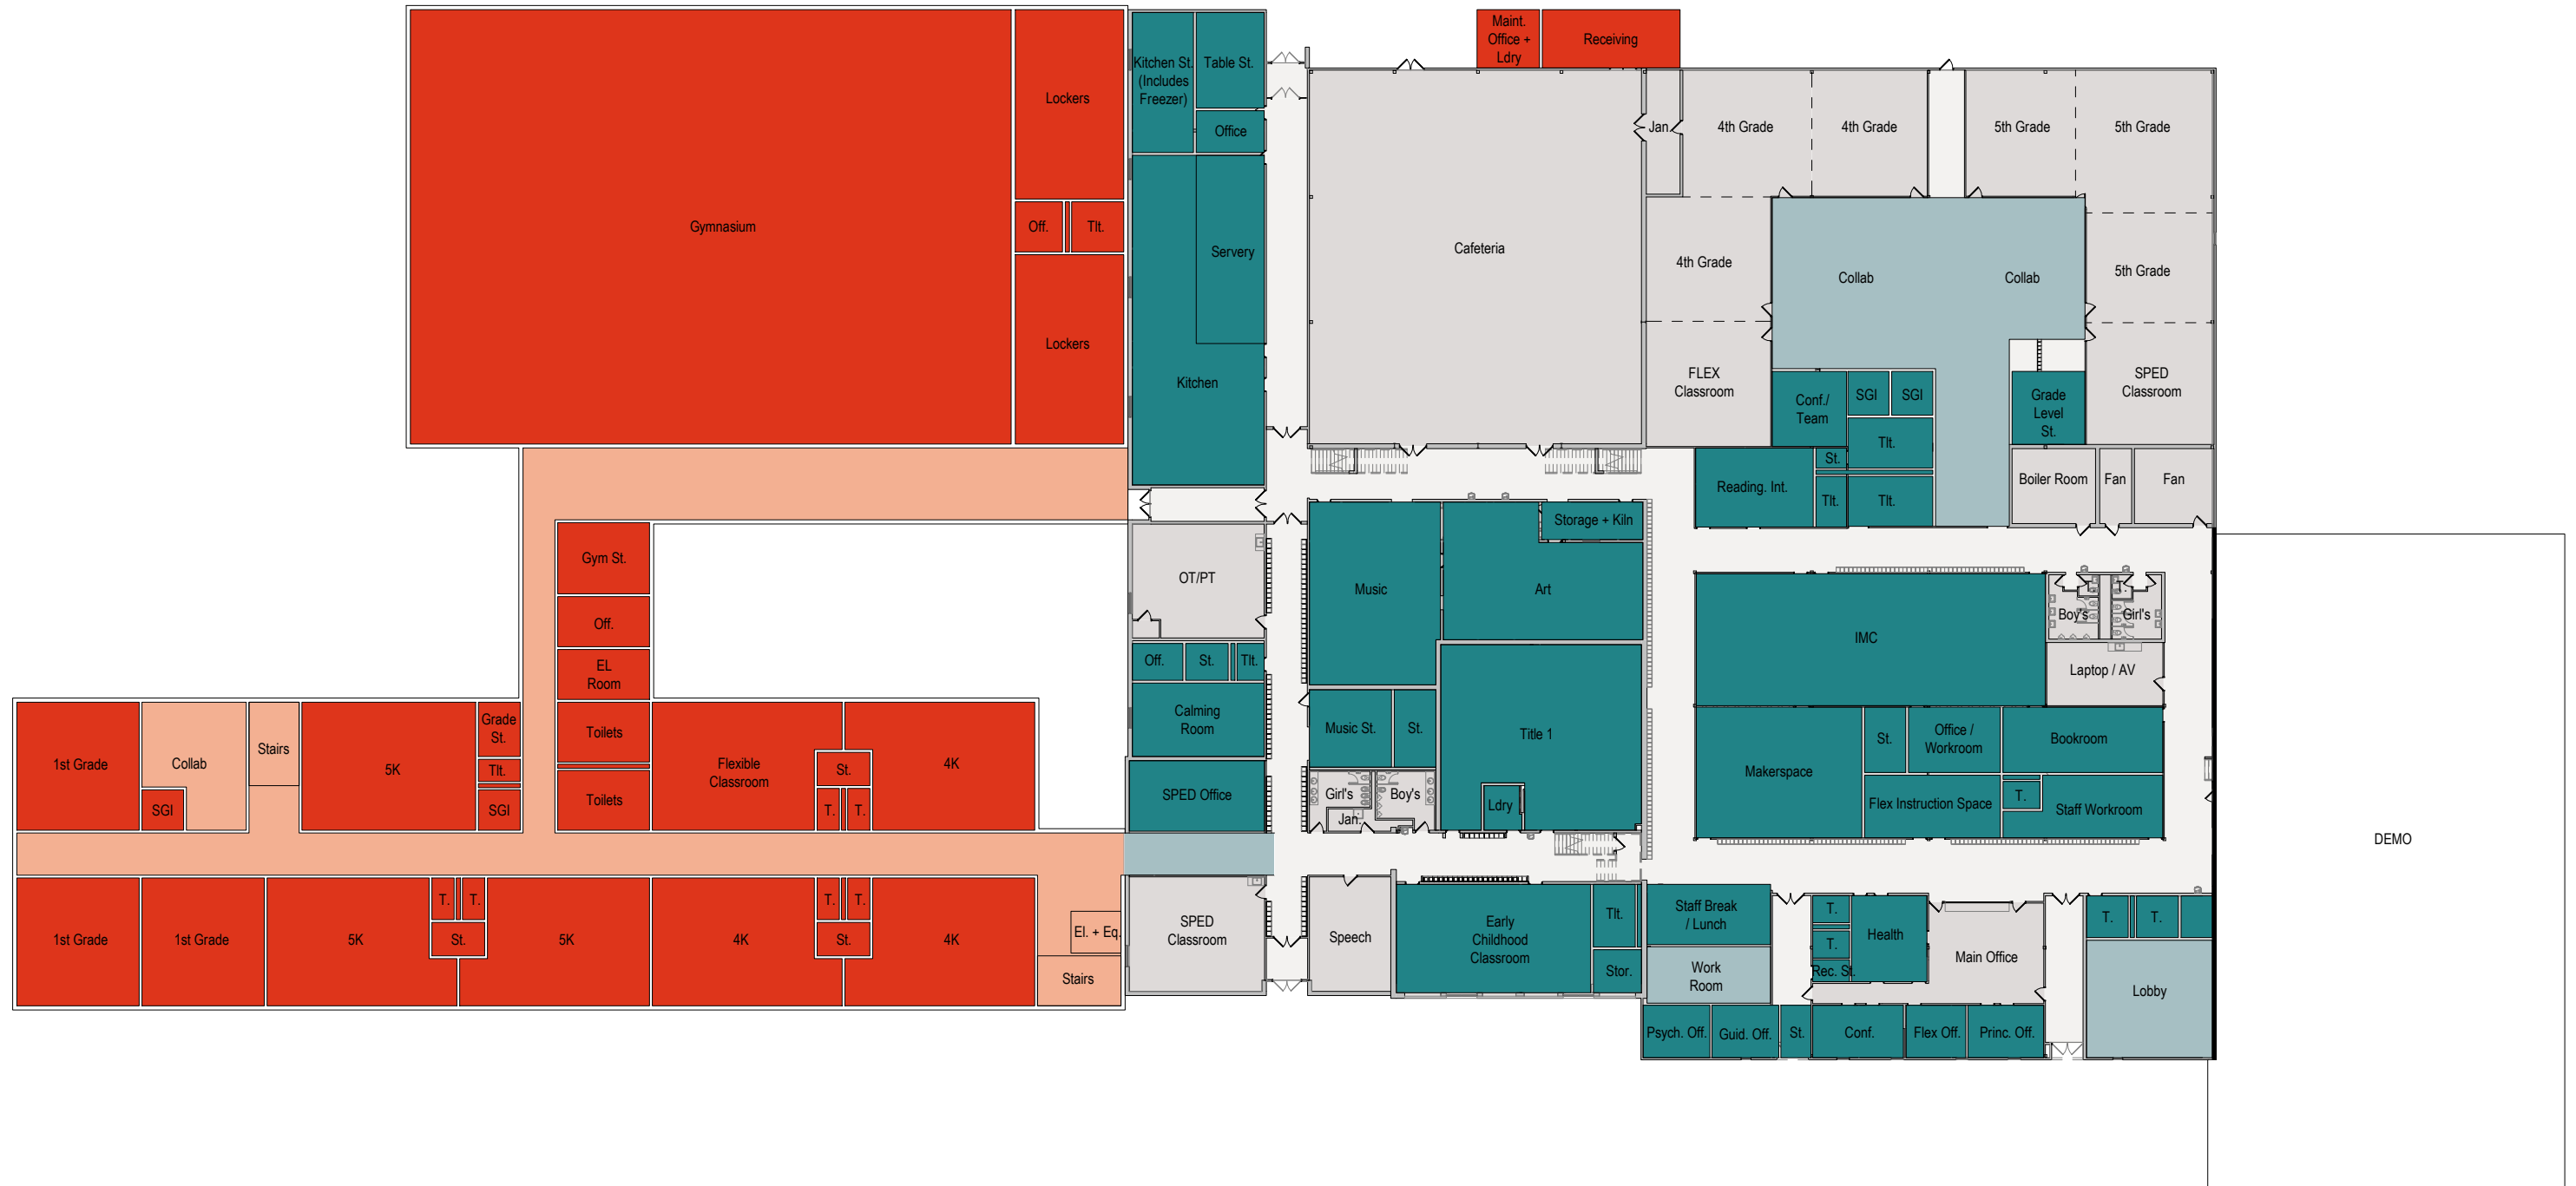 Maint.
Office +
Ldry
Receiving
Kitchen St.
(Includes
Freezer)
Table St.
Office
Lockers
Gymnasium
Off.
Tlt.
Lockers
Servery
Kitchen
Cafeteria
Jan.
4th Grade
4th Grade
5th Grade
5th Grade
4th Grade
Collab
Collab
5th Grade
FLEX
Classroom
SPED
Classroom
Conf./
Team
SGI
SGI
Grade
Level
St.
Tlt.
St.
Reading. Int.
Tlt.
Tlt.
Boiler Room
Fan
Fan
Gym St.
Off.
EL
Room
Toilets
Toilets
OT/PT
Off.
St.
Tlt.
Calming
Room
SPED Office
Music
Storage + Kiln
Art
Music St.
St.
Title 1
Girl's
Boy's
Jan.
Ldry
IMC
Boy's
Girl's
Laptop / AV
Makerspace
St.
Office /
Workroom
Bookroom
Flex Instruction Space
T.
Staff Workroom
DEMO
1st Grade
Collab
SGI
Stairs
5K
Grade
St.
Tlt.
SGI
Flexible
Classroom
St.
T.
T.
4K
1st Grade
1st Grade
5K
T.
T.
St.
5K
4K
T.
T.
St.
4K
El. + Eq.
Stairs
SPED
Classroom
Speech
Early
Childhood
Classroom
Tlt.
Stor.
Staff Break
/ Lunch
Work
Room
T.
T.
Rec. St.
Health
Main Office
T.
T.
Lobby
Psych. Off.
Guid. Off.
St.
Conf.
Flex Off.
Princ. Off.